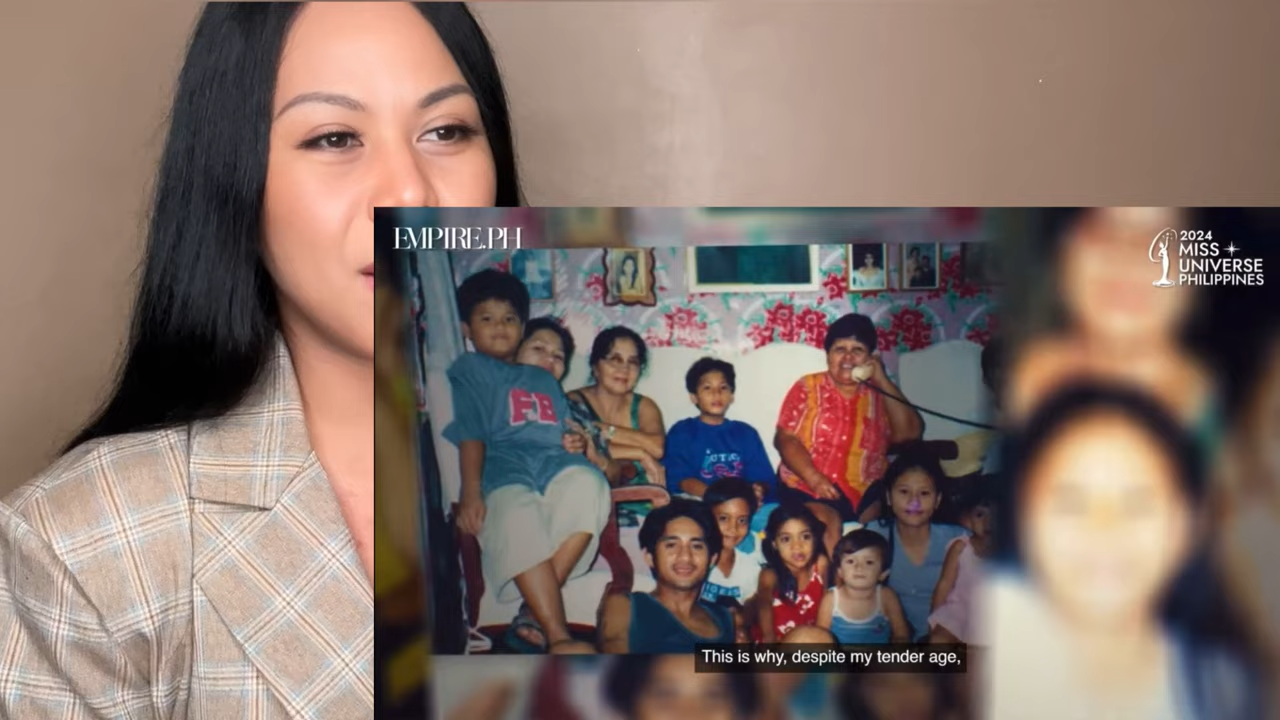 EMPIRE.PH
2024
MISS
UNIVERSE
PHILIPPINES
FB
This is why, despite my tender age,